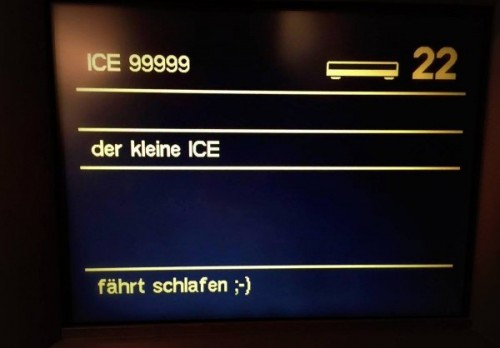 ICE 99999 22
der kleine ICE
fährt schlafen ;-)